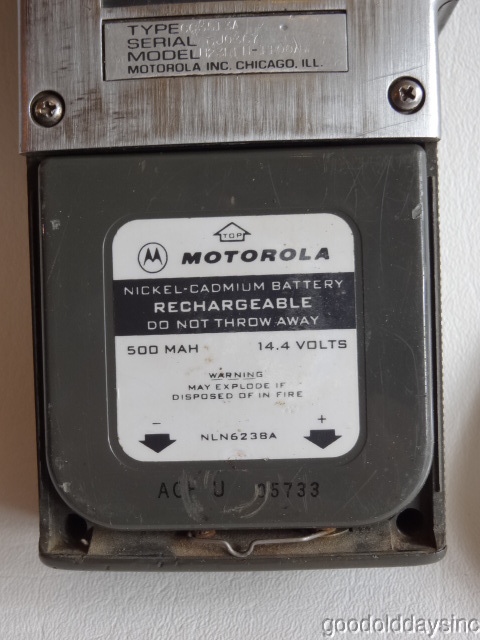 TYPE
SERIAL
MODEL
MOTOROLA INC. CHICAGO, ILL.
TOP
MOTOROLA
NICKEL-CADMIUM BATTERY
RECHARGEABLE
DO NOT THROW AWAY
500 MAH 14.4 VOLTS
WARNING
MAY EXPLODE IF
DISPOSED OF IN FIRE
- +
NLN6238A
U 05733
goodolddaysinc